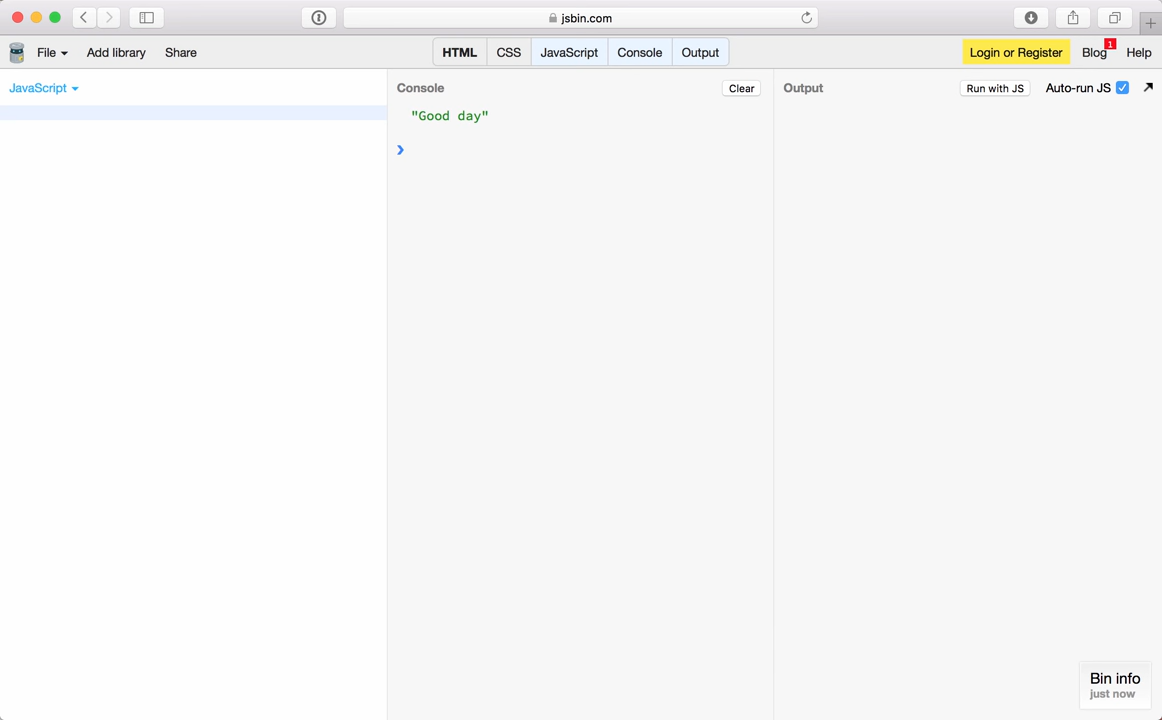 jsbin.com
File Add library Share HTML CSS JavaScript Console Output Login or Register Blog 1 Help
JavaScript
Console Clear
"Good day"
Output Run with JS Auto-run JS
Bin info
just now